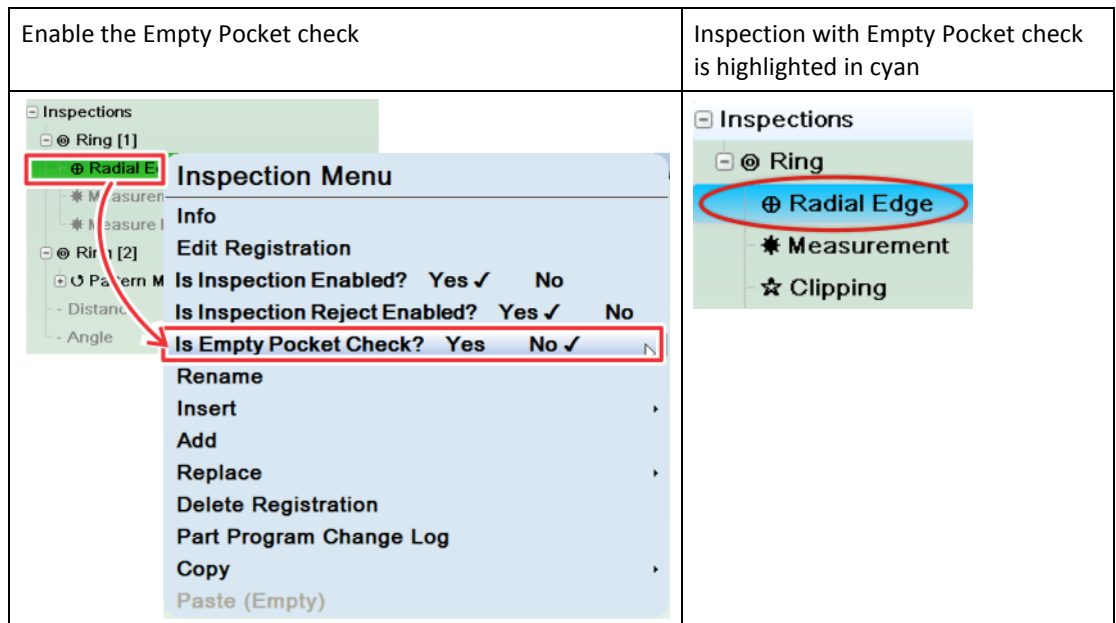 Enable the Empty Pocket check
Inspection with Empty Pocket check
is highlighted in cyan
Inspections
Ring [1]
Radial E
Measuren
Measure
Ring [2]
Pattern M
Distanc
Angle
Inspection Menu
Info
Edit Registration
Is Inspection Enabled? Yes ✓ No
Is Inspection Reject Enabled? Yes ✓ No
Is Empty Pocket Check? Yes No ✓
Rename
Insert
Add
Replace
Delete Registration
Part Program Change Log
Copy
Paste (Empty)
Inspections
Ring
Radial Edge
Measurement
Clipping